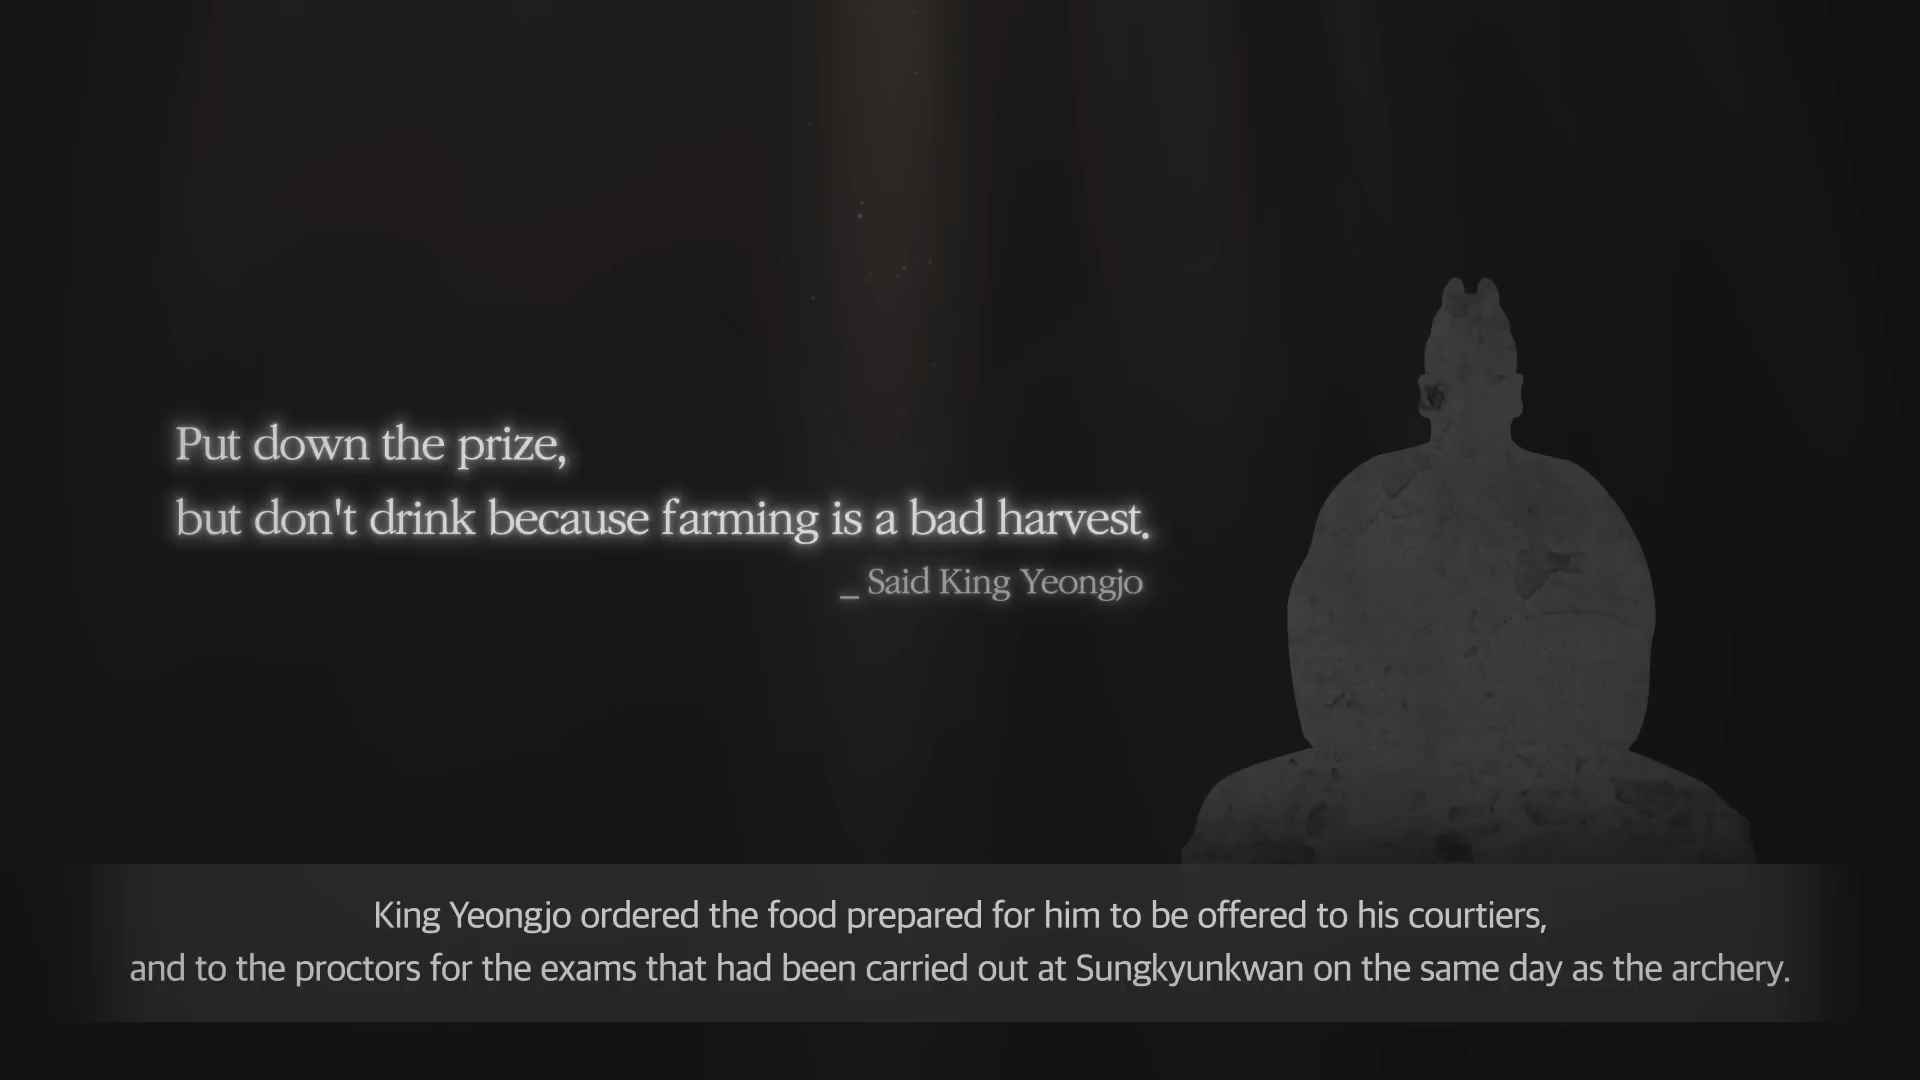 Put down the prize,
but don't drink because farming is a bad harvest.
_ Said King Yeongjo
King Yeongjo ordered the food prepared for him to be offered to his courtiers,
and to the proctors for the exams that had been carried out at Sungkyunkwan on the same day as the archery.